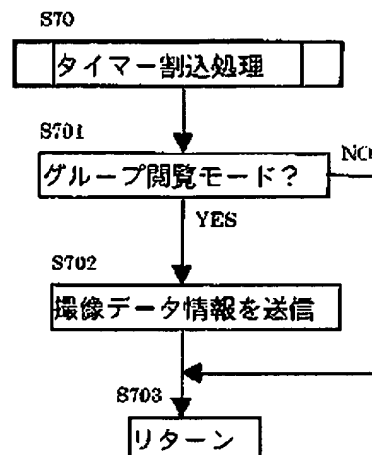 S70
タイマー割込処理
S701
グループ閲覧モード?
NO
YES
S702
撮像データ情報を送信
S703
リターン